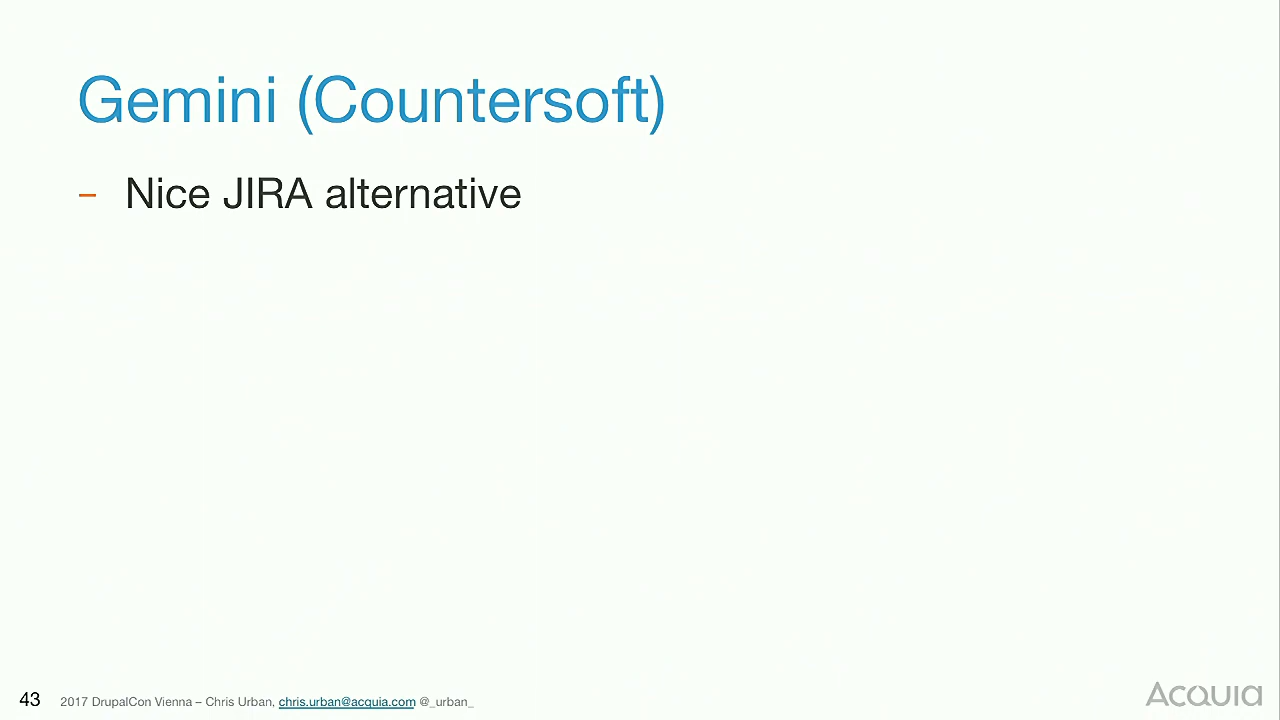 Gemini (Countersoft)
– Nice JIRA alternative
43 2017 DrupalCon Vienna – Chris Urban, chris.urban@acquia.com @_urban_
ACQUIA